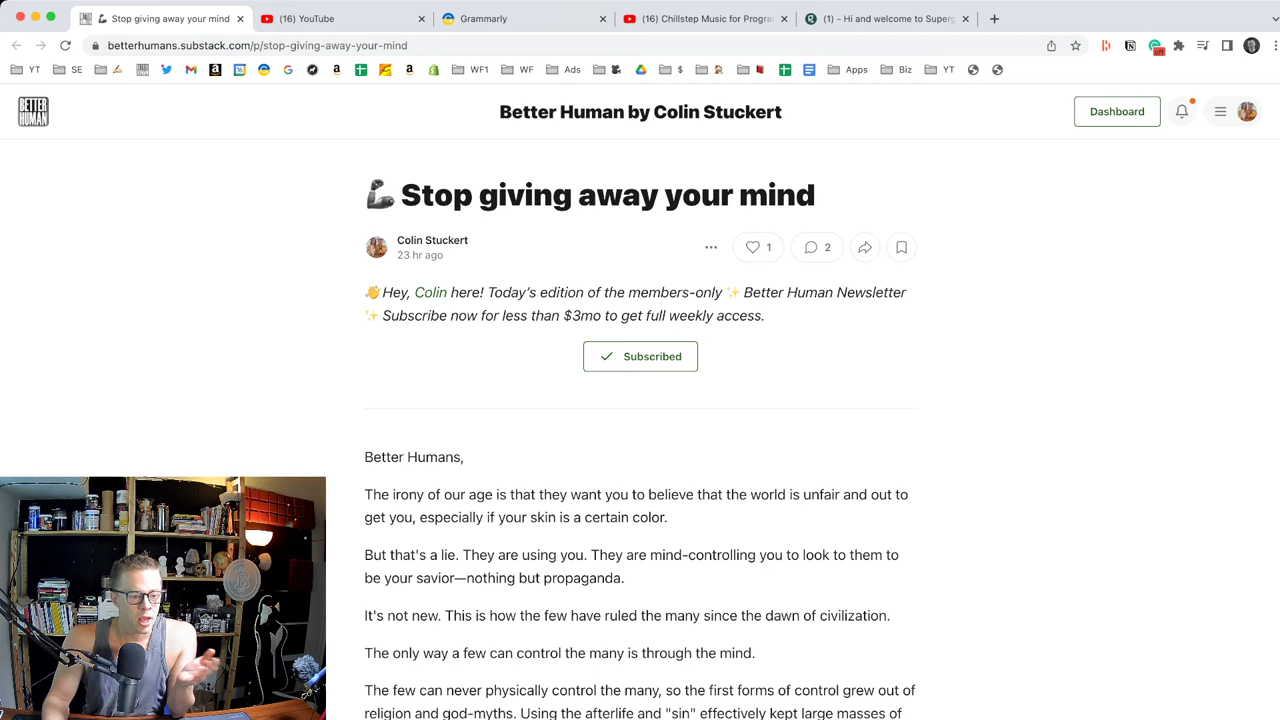 Stop giving away your mind
(16) YouTube
Grammarly
(16) Chillstep Music for Progra
(1) - Hi and welcome to Superg
betterhumans.substack.com/p/stop-giving-away-your-mind
off
YT
SE
WF1
WF
Ads
$
Apps
Biz
YT
BETTER
HUMAN
Better Human by Colin Stuckert
Dashboard
Stop giving away your mind
Colin Stuckert
23 hr ago
1
2
Hey, Colin here! Today's edition of the members-only ✨ Better Human Newsletter
✨ Subscribe now for less than $3mo to get full weekly access.
Subscribed
Better Humans,
The irony of our age is that they want you to believe that the world is unfair and out to
get you, especially if your skin is a certain color.
But that's a lie. They are using you. They are mind-controlling you to look to them to
be your savior—nothing but propaganda.
It's not new. This is how the few have ruled the many since the dawn of civilization.
The only way a few can control the many is through the mind.
The few can never physically control the many, so the first forms of control grew out of
religion and god-myths. Using the afterlife and "sin" effectively kept large masses of